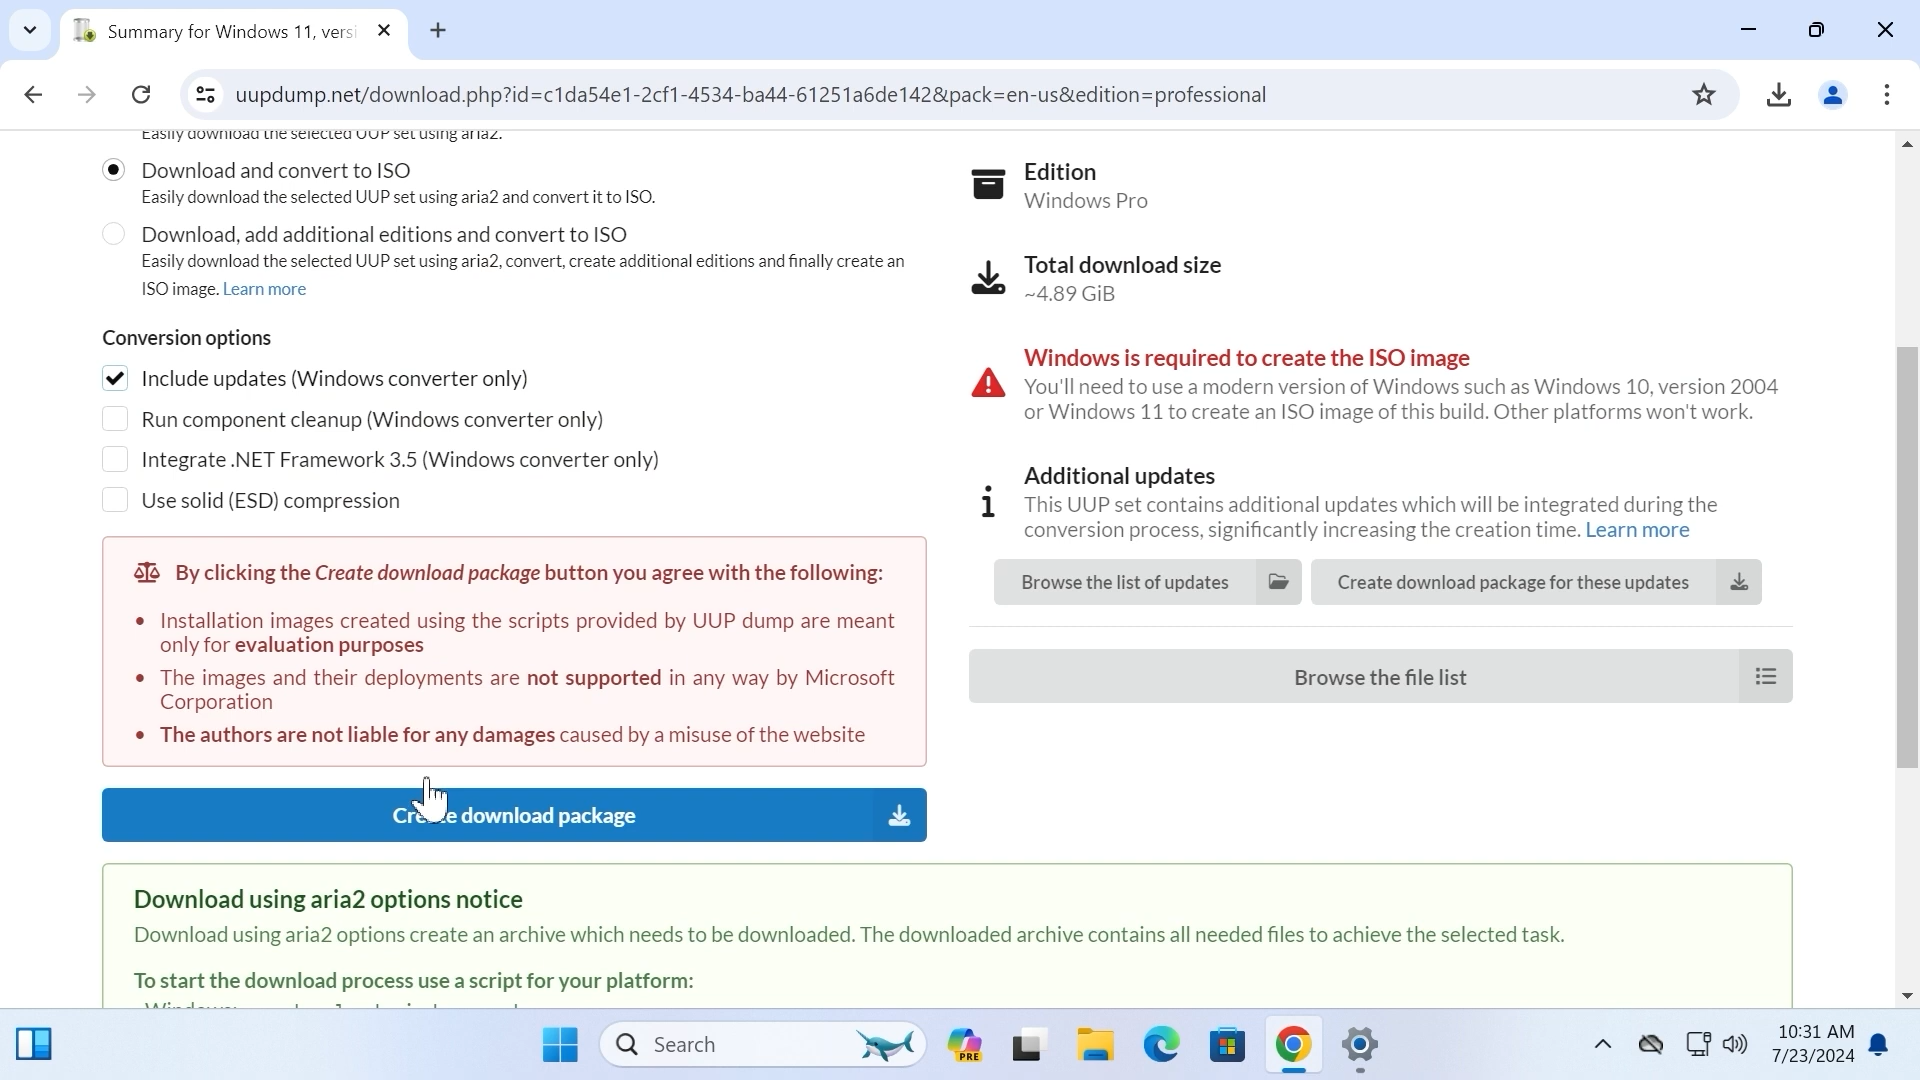 Summary for Windows 11, versi
uupdump.net/download.php?id=c1da54e1-2cf1-4534-ba44-61251a6de142&pack=en-us&edition=professional
Easily download the selected UUP set using aria2.
Download and convert to ISO
Easily download the selected UUP set using aria2 and convert it to ISO.
Download, add additional editions and convert to ISO
Easily download the selected UUP set using aria2, convert, create additional editions and finally create an
ISO image. Learn more
Conversion options
Include updates (Windows converter only)
Run component cleanup (Windows converter only)
Integrate .NET Framework 3.5 (Windows converter only)
Use solid (ESD) compression
By clicking the Create download package button you agree with the following:
• Installation images created using the scripts provided by UUP dump are meant
only for evaluation purposes
• The images and their deployments are not supported in any way by Microsoft
Corporation
• The authors are not liable for any damages caused by a misuse of the website
Create download package
Edition
Windows Pro
Total download size
~4.89 GiB
Windows is required to create the ISO image
You'll need to use a modern version of Windows such as Windows 10, version 2004
or Windows 11 to create an ISO image of this build. Other platforms won't work.
Additional updates
This UUP set contains additional updates which will be integrated during the
conversion process, significantly increasing the creation time. Learn more
Browse the list of updates
Create download package for these updates
Browse the file list
Download using aria2 options notice
Download using aria2 options create an archive which needs to be downloaded. The downloaded archive contains all needed files to achieve the selected task.
To start the download process use a script for your platform:
Search
PRE
10:31 AM
7/23/2024